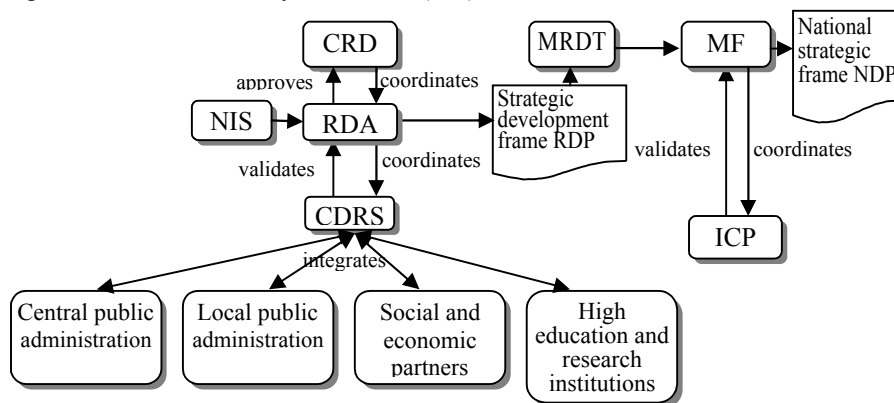 CRD
MRDT
MF
National
strategic
frame NDP
approves
coordinates
NIS
RDA
Strategic
development
frame RDP
validates
coordinates
validates
coordinates
CDRS
ICP
integrates
Central public
administration
Local public
administration
Social and
economic
partners
High
education and
research
institutions